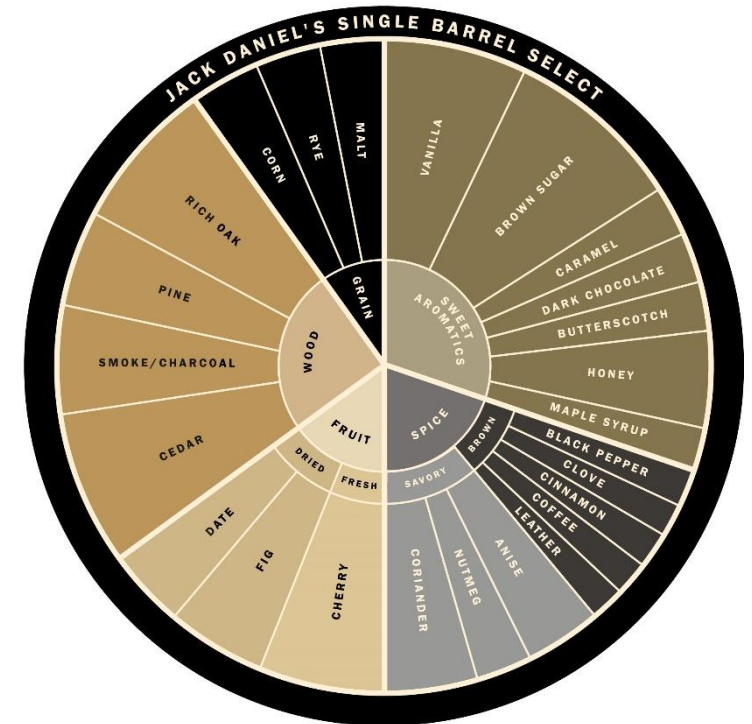 JACK DANIEL'S SINGLE BARREL SELECT
GRAIN
CORN
RYE
MALT
SWEET
AROMATICS
VANILLA
BROWN SUGAR
CARAMEL
DARK CHOCOLATE
BUTTERSCOTCH
HONEY
MAPLE SYRUP
SPICE
BROWN
BLACK PEPPER
CLOVE
CINNAMON
COFFEE
LEATHER
SAVORY
ANISE
NUTMEG
CORIANDER
FRUIT
FRESH
CHERRY
DRIED
FIG
DATE
WOOD
CEDAR
SMOKE/CHARCOAL
PINE
RICH OAK